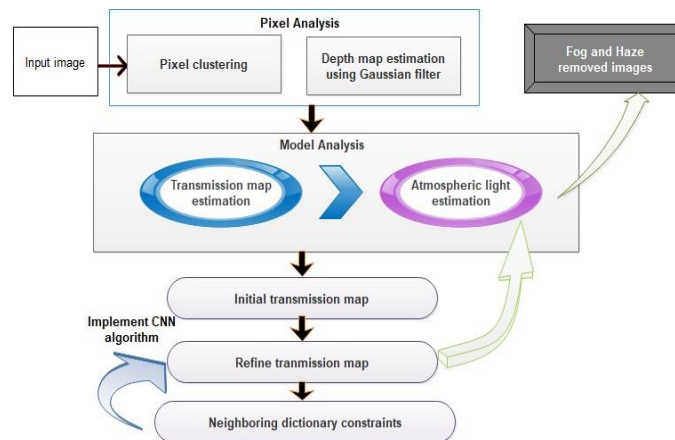 Pixel Analysis
Input image
Pixel clustering
Depth map estimation
using Gaussian filter
Fog and Haze
removed images
Model Analysis
Transmission map
estimation
Atmospheric light
estimation
Initial transmission map
Implement CNN
algorithm
Refine tranmission map
Neighboring dictionary constraints